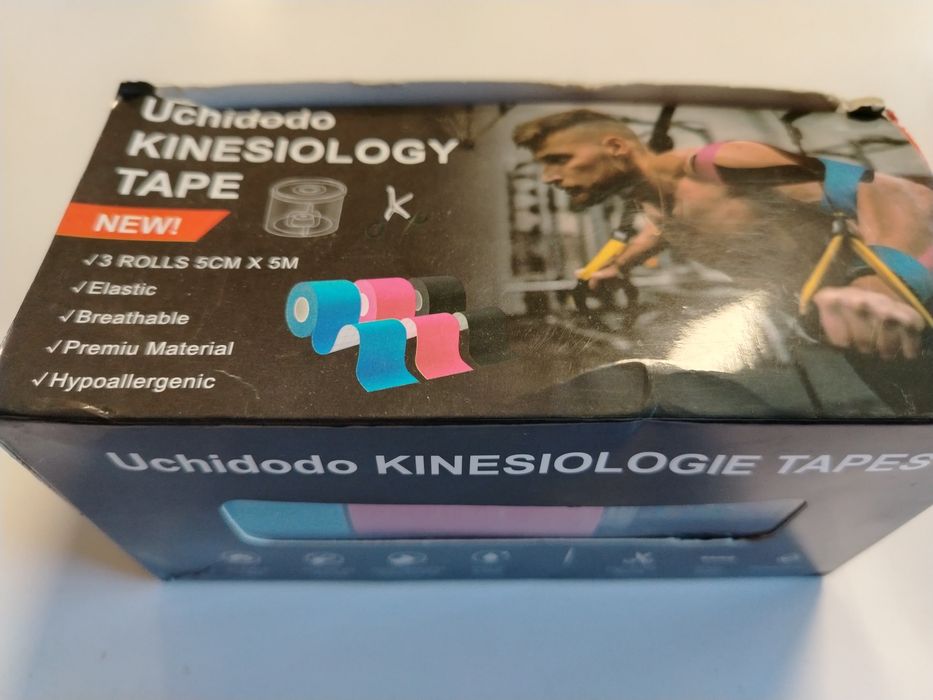 Uchidodo
KINESIOLOGY
TAPE
NEW!
√3 ROLLS 5CM X 5M
√Elastic
√Breathable
√Premiu Material
√Hypoallergenic
Uchidodo KINESIOLOGIE TAPES